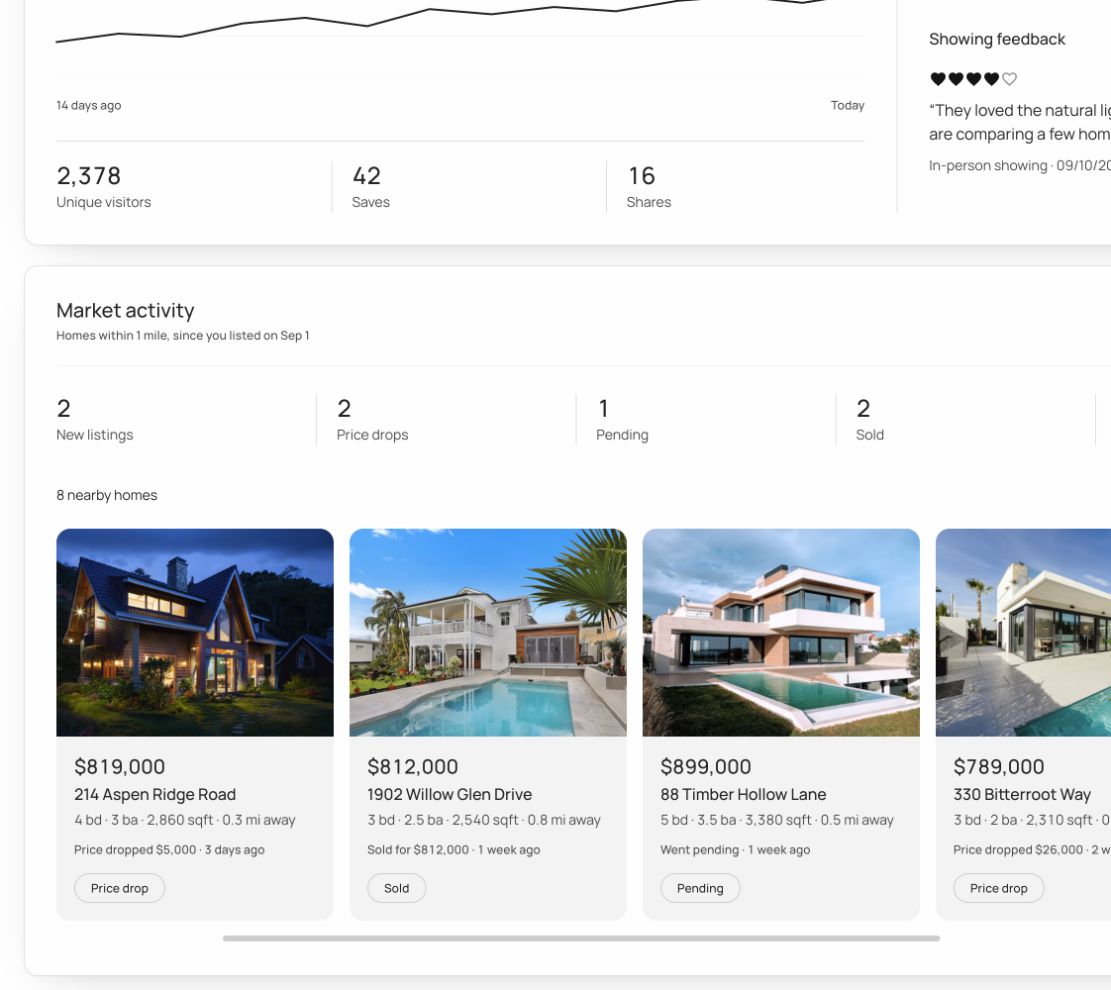 14 days ago
Today
2,378
Unique visitors
42
Saves
16
Shares
Showing feedback
“They loved the natural
are comparing a few
In-person showing · 09/10/20
Market activity
Homes within 1 mile, since you listed on Sep 1
2
New listings
2
Price drops
1
Pending
2
Sold
8 nearby homes
$819,000
214 Aspen Ridge Road
4 bd · 3 ba · 2,860 sqft · 0.3 mi away
Price dropped $5,000 · 3 days ago
Price drop
$812,000
1902 Willow Glen Drive
3 bd · 2.5 ba · 2,540 sqft · 0.8 mi away
Sold for $812,000 · 1 week ago
Sold
$899,000
88 Timber Hollow Lane
5 bd · 3.5 ba · 3,380 sqft · 0.5 mi away
Went pending · 1 week ago
Pending
$789,000
330 Bitterroot Way
3 bd · 2 ba · 2,310 sqft · 0
Price dropped $26,000 · 2 w
Price drop